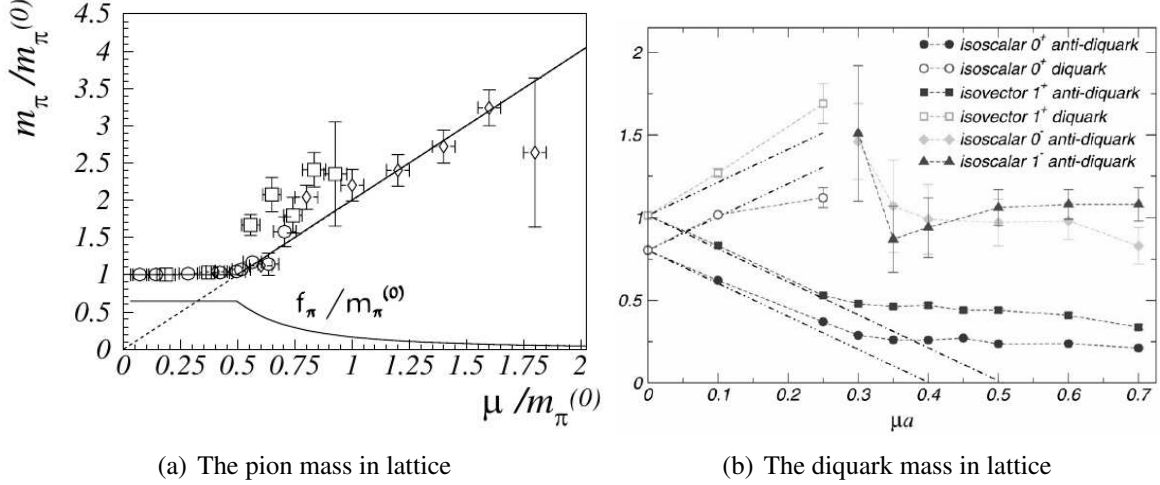 m_π/m_π^(0)
4.5
4
3.5
3
2.5
2
1.5
1
0.5
0
f_π/m_π^(0)
0 0.25 0.5 0.75 1 1.25 1.5 1.75 2
μ/m_π^(0)
(a) The pion mass in lattice
2
1.5
1
0.5
0
isoscalar 0⁺ anti-diquark
isoscalar 0⁺ diquark
isovector 1⁺ anti-diquark
isovector 1⁺ diquark
isoscalar 0⁻ anti-diquark
isoscalar 1⁻ anti-diquark
0 0.1 0.2 0.3 0.4 0.5 0.6 0.7
μa
(b) The diquark mass in lattice